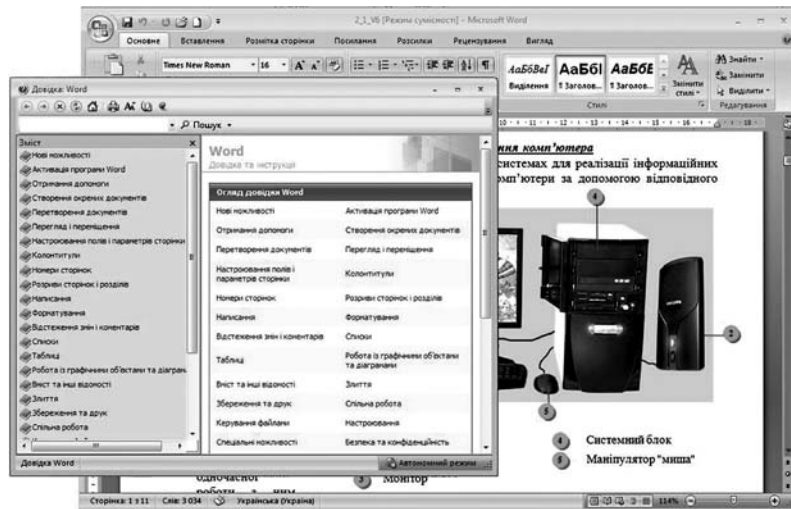 2_1_V6 [Режим сумісності] - Microsoft Word
Основне Вставлення Розмітка сторінки Посилання Розсилки Рецензування Вигляд
Times New Roman 16
АаБбВвГ АаБбІ АаБбЕ
Виділення ¶ Заголов... ¶ Заголов...
Змінити стилі
Стилі
Знайти
Замінити
Виділити
Редагування
Довідка: Word
Пошук
Зміст
Нові можливості
Активація програми Word
Отримання допомоги
Створення окремих документів
Перетворення документів
Перегляд і переміщення
Настроювання полів і параметрів сторінки
Колонтитули
Номери сторінок
Розриви сторінок і розділів
Написання
Форматування
Відстеження змін і коментарів
Списки
Таблиці
Робота із графічними об'єктами та діаграм
Вміст та інші відомості
Злиття
Збереження та друк
Спільна робота
Word
Довідка та інструкції
Огляд довідки Word
Нові можливості Активація програми Word
Отримання допомоги Створення окремих документів
Перетворення документів Перегляд і переміщення
Настроювання полів і
параметрів сторінки Колонтитули
Номери сторінок Розриви сторінок і розділів
Написання Форматування
Відстеження змін і коментарів Списки
Таблиці Робота із графічними об'єктами
та діаграмами
Вміст та інші відомості Злиття
Збереження та друк Спільна робота
Керування файлами Настроювання
Спеціальні можливості Безпека та конфіденційність
Довідка Word Автономний режим
ння комп'ютера
системах для реалізації інформаційних
омп'ютери за допомогою відповідного
4
2
5
4 Системний блок
5 Маніпулятор "миша"
одночасної
роботи з ним
3 Монітор
Сторінка: 1 з 11 Слів: 3 034 Українська (Україна) 114%